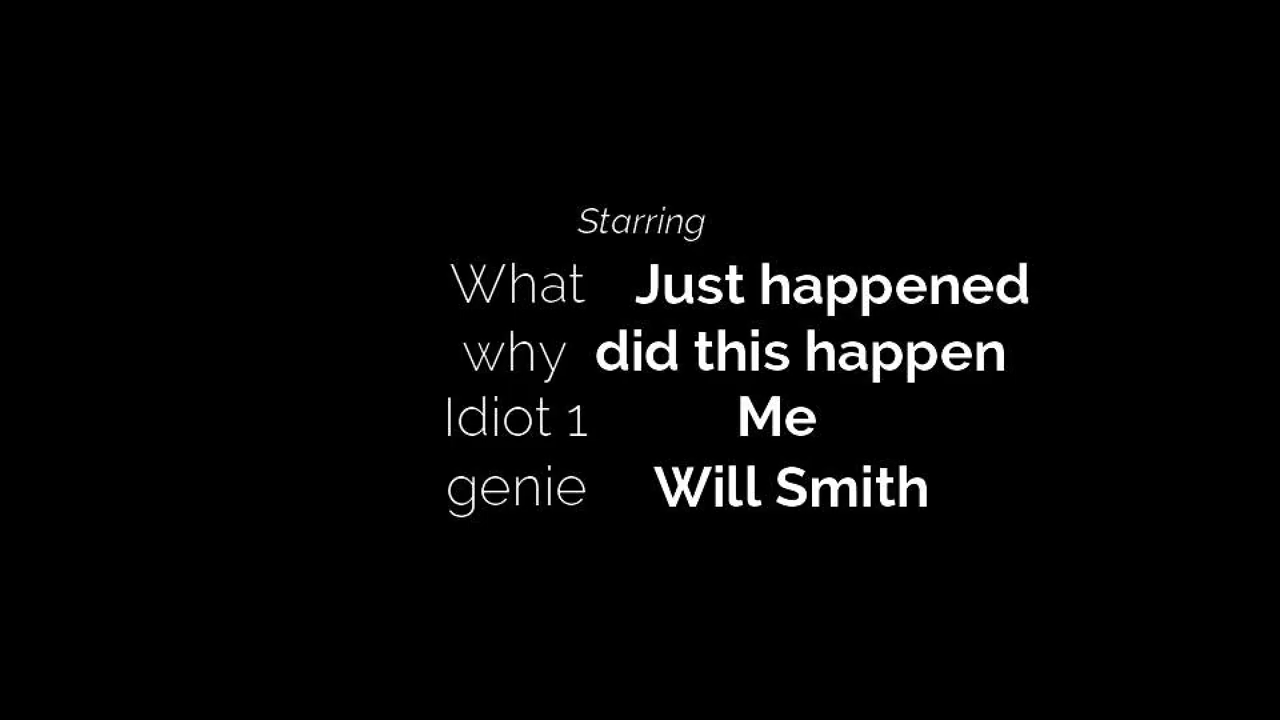 Starring
What Just happened
why did this happen
Idiot 1 Me
genie Will Smith